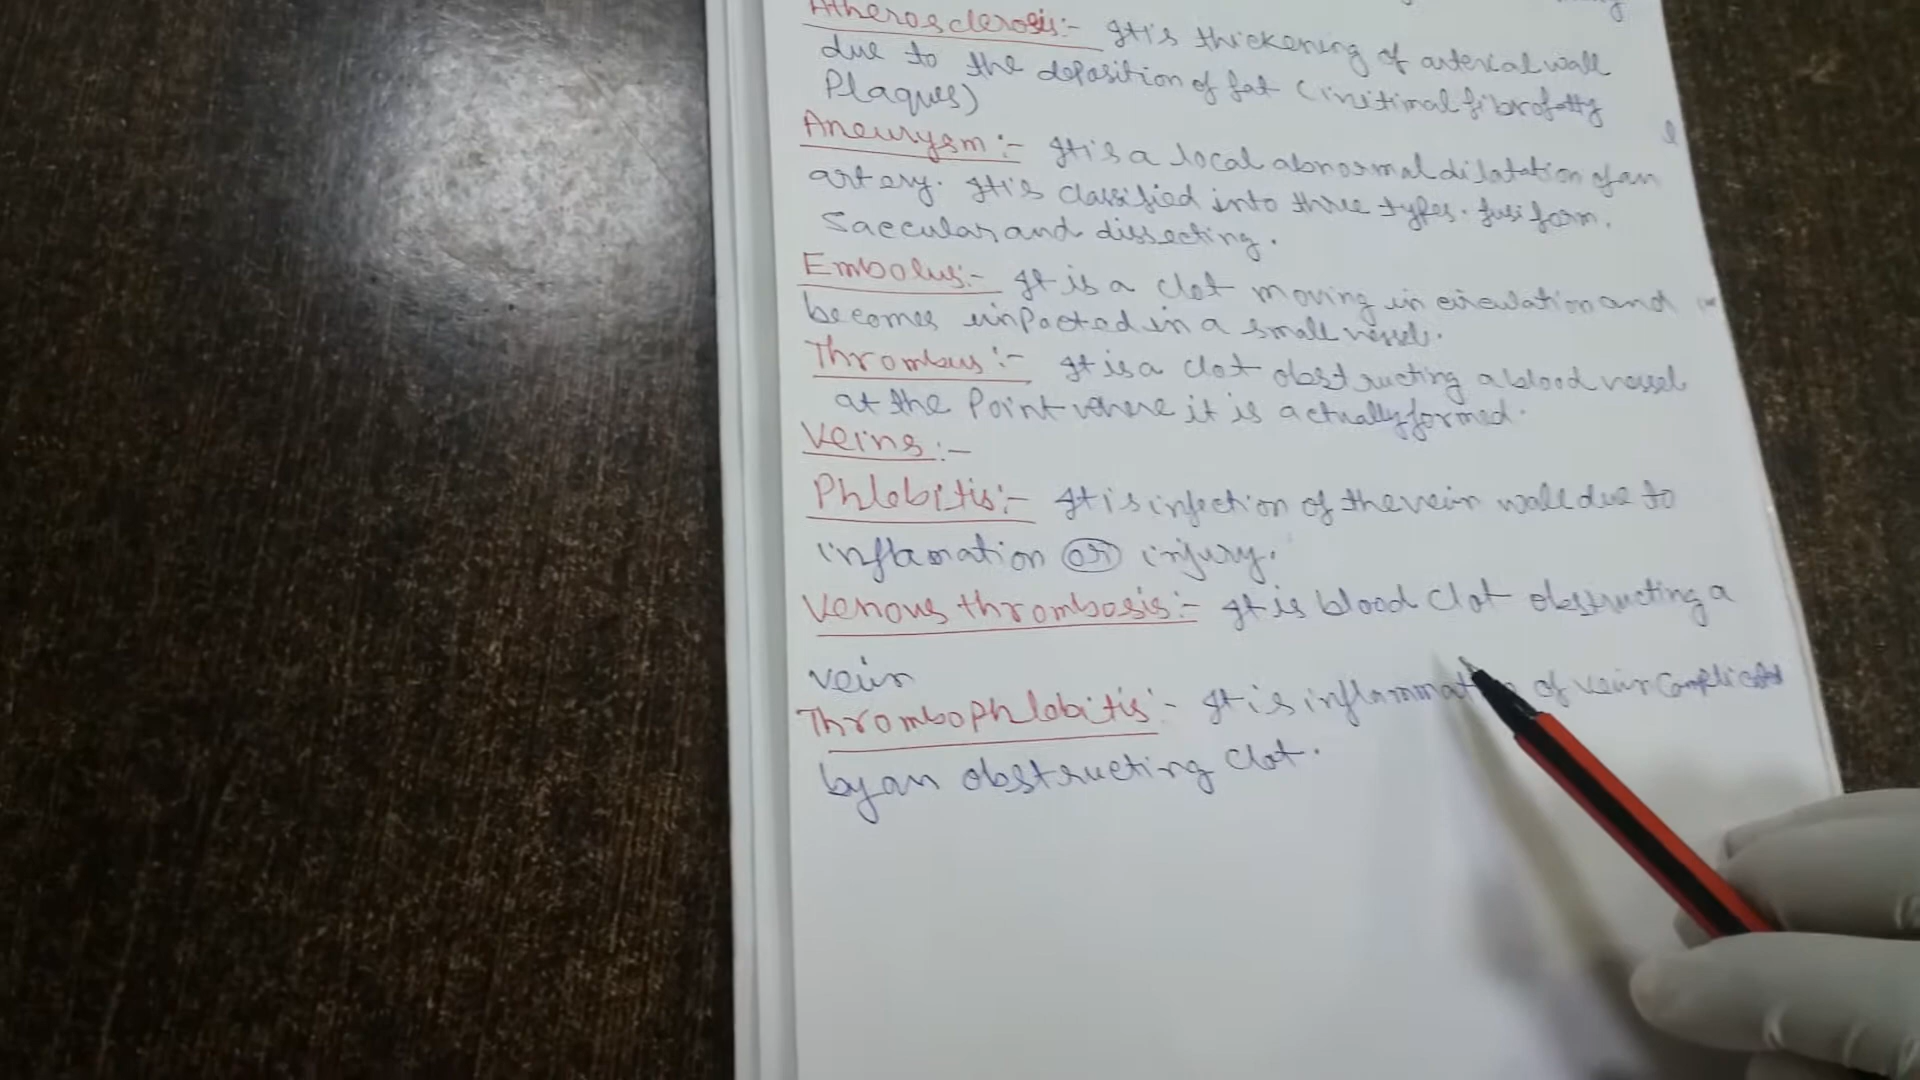 Atherosclerosis:- It is thickening of arterial wall
due to the deposition of fat (initimal fibrofatty
Plaques)
Aneurysm:- It is a local abnormal dilatation of an
artery. It is classified into three types. fusiform.
Saccular and dissecting.
Embolus:- It is a clot moving in circulation and
becomes impacted in a small vessel.
Thrombus:- It is a clot obstructing a blood vessel
at the Point where it is actually formed.
Veins:-
Phlebitis:- It is infection of the vein wall due to
inflamation or injury.
Venous thrombosis:- It is blood clot obstructing a
vein
Thrombophlebitis:- It is of vein complicated
by an obstructing clot.